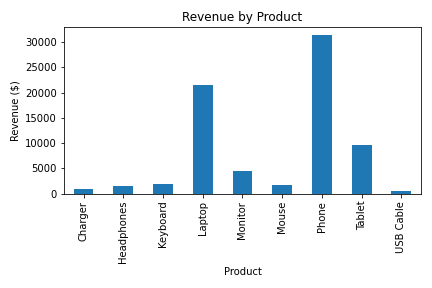 Revenue by Product
Revenue ($)
30000
25000
20000
15000
10000
5000
0
Charger
Headphones
Keyboard
Laptop
Monitor
Mouse
Phone
Tablet
USB Cable
Product